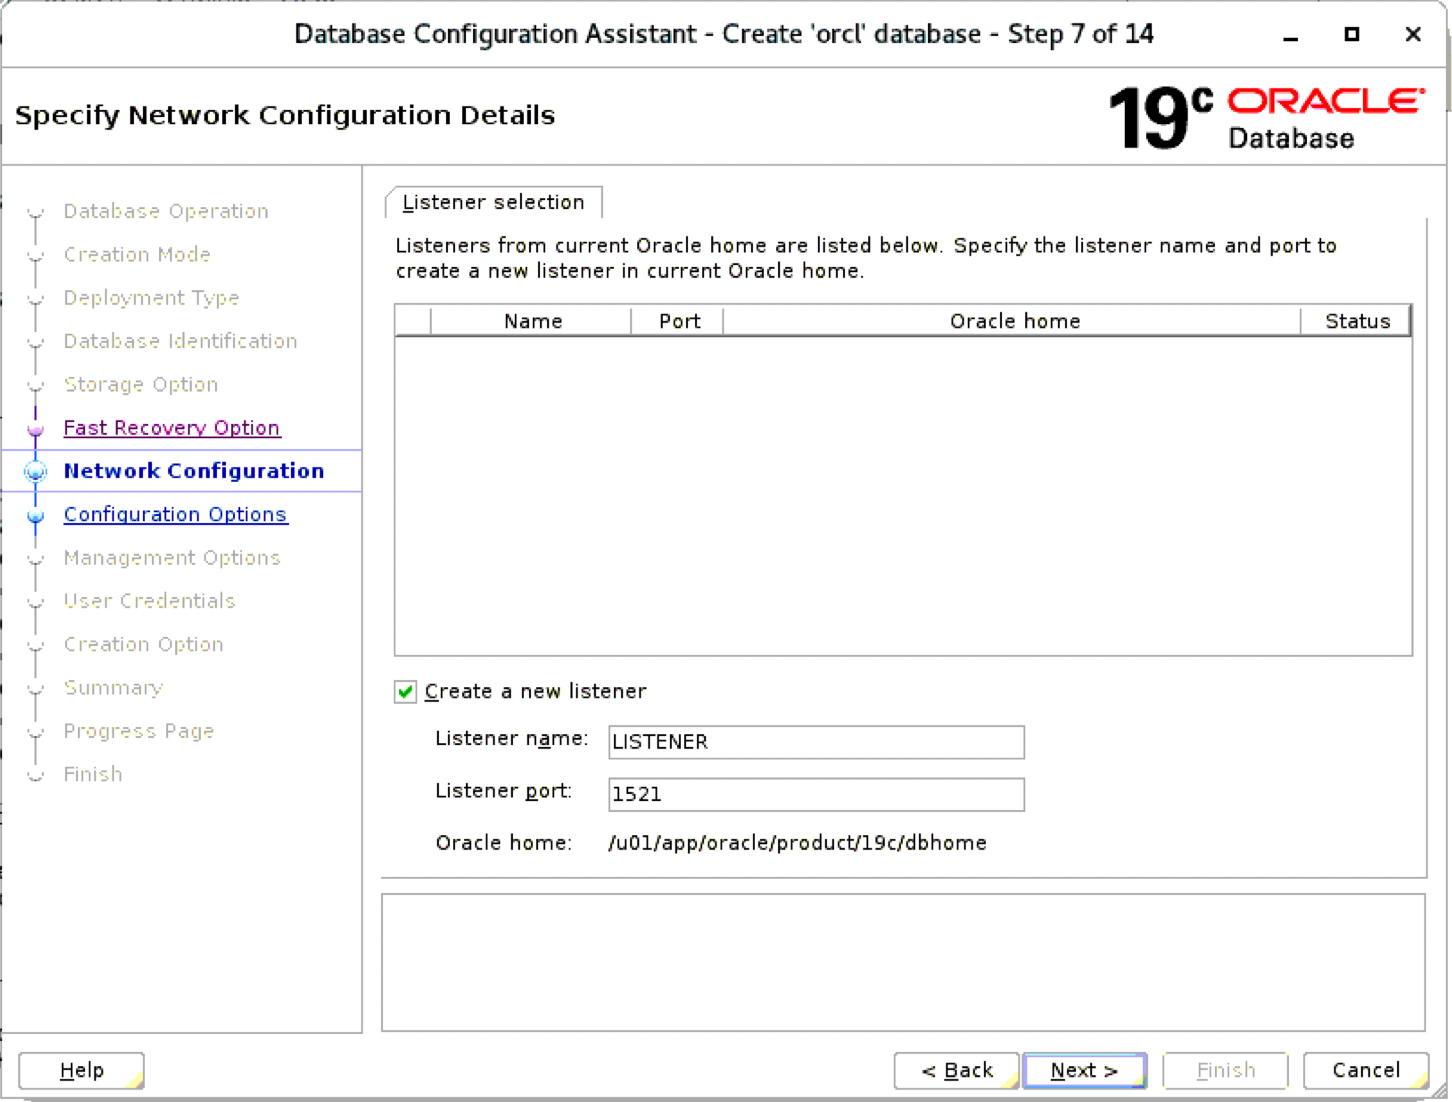 Database Configuration Assistant - Create 'orcl' database - Step 7 of 14
Specify Network Configuration Details
19c ORACLE
Database
Database Operation
Creation Mode
Deployment Type
Database Identification
Storage Option
Fast Recovery Option
Network Configuration
Configuration Options
Management Options
User Credentials
Creation Option
Summary
Progress Page
Finish
Listener selection
Listeners from current Oracle home are listed below. Specify the listener name and port to
create a new listener in current Oracle home.
Name Port Oracle home Status
Create a new listener
Listener name: LISTENER
Listener port: 1521
Oracle home: /u01/app/oracle/product/19c/dbhome
Help < Back Next > Finish Cancel